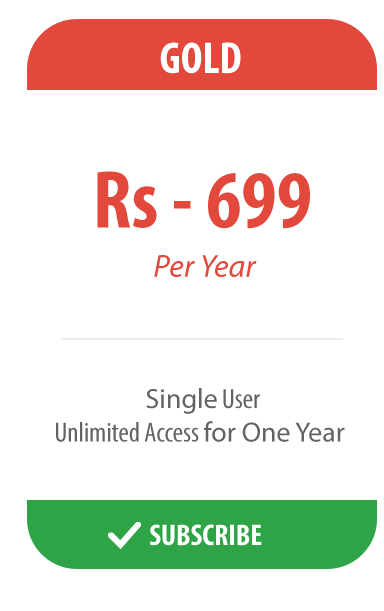 GOLD
Rs - 699
Per Year
Single User
Unlimited Access for One Year
SUBSCRIBE